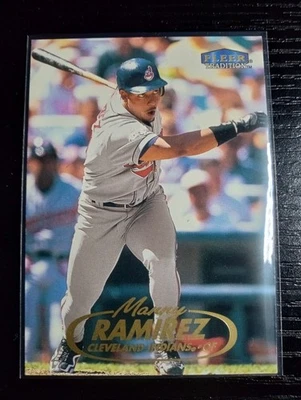 FLEER
TRADITION
Manny
RAMIREZ
CLEVELAND INDIANS • OF